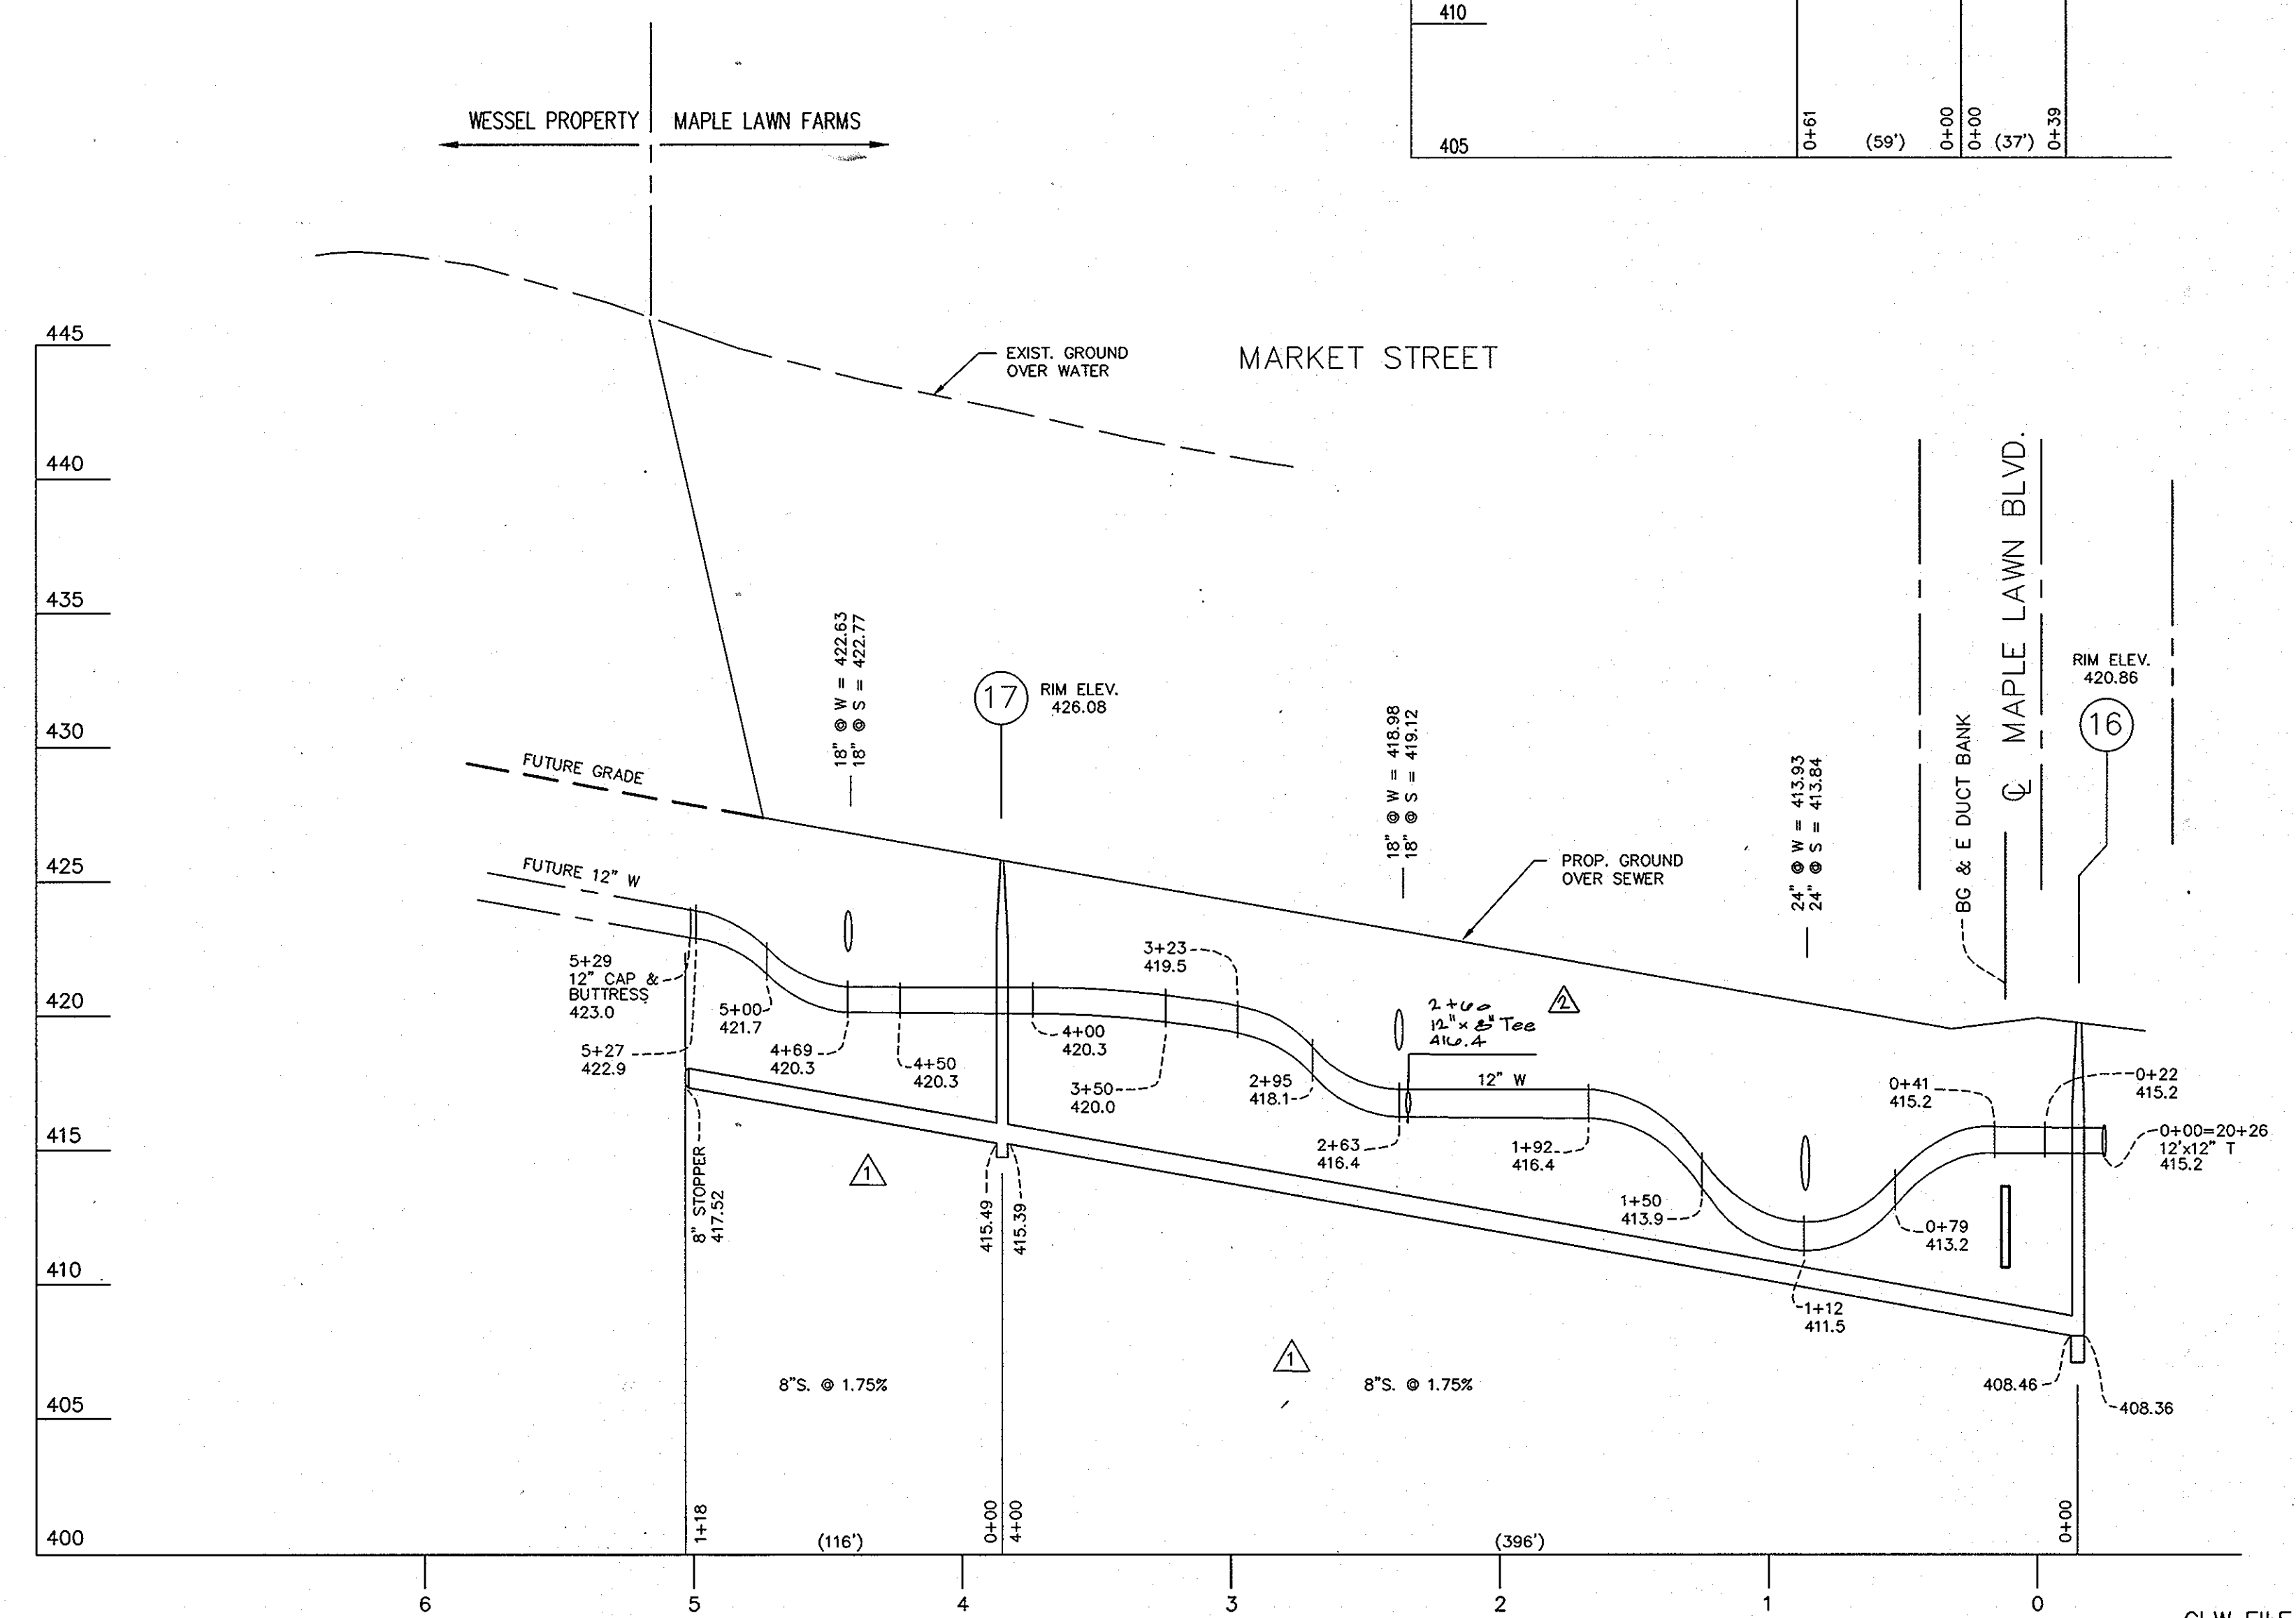 410
405
0+61
(59')
0+00
0+00
(37')
0+39
WESSEL PROPERTY
MAPLE LAWN FARMS
445
440
435
430
425
420
415
410
405
400
EXIST. GROUND
OVER WATER
MARKET STREET
℄ MAPLE LAWN BLVD.
BG & E DUCT BANK
RIM ELEV.
420.86
16
18" @ W = 422.63
18" @ S = 422.77
17
RIM ELEV.
426.08
18" @ W = 418.98
18" @ S = 419.12
24" @ W = 413.93
24" @ S = 413.84
FUTURE GRADE
PROP. GROUND
OVER SEWER
FUTURE 12" W
5+29
12" CAP &
BUTTRESS
423.0
5+27
422.9
5+00
421.7
4+69
420.3
4+50
420.3
4+00
420.3
3+50
420.0
3+23
419.5
2+95
418.1
2+60
12" x 8" Tee
416.4
2
12" W
2+63
416.4
1+92
416.4
1+50
413.9
1+12
411.5
0+79
413.2
0+41
415.2
0+22
415.2
0+00=20+26
12'x12" T
415.2
8" STOPPER
417.52
1
415.49
415.39
1
8"S. @ 1.75%
8"S. @ 1.75%
408.46
408.36
1+18
(116')
0+00
4+00
(396')
0+00
6
5
4
3
2
1
0